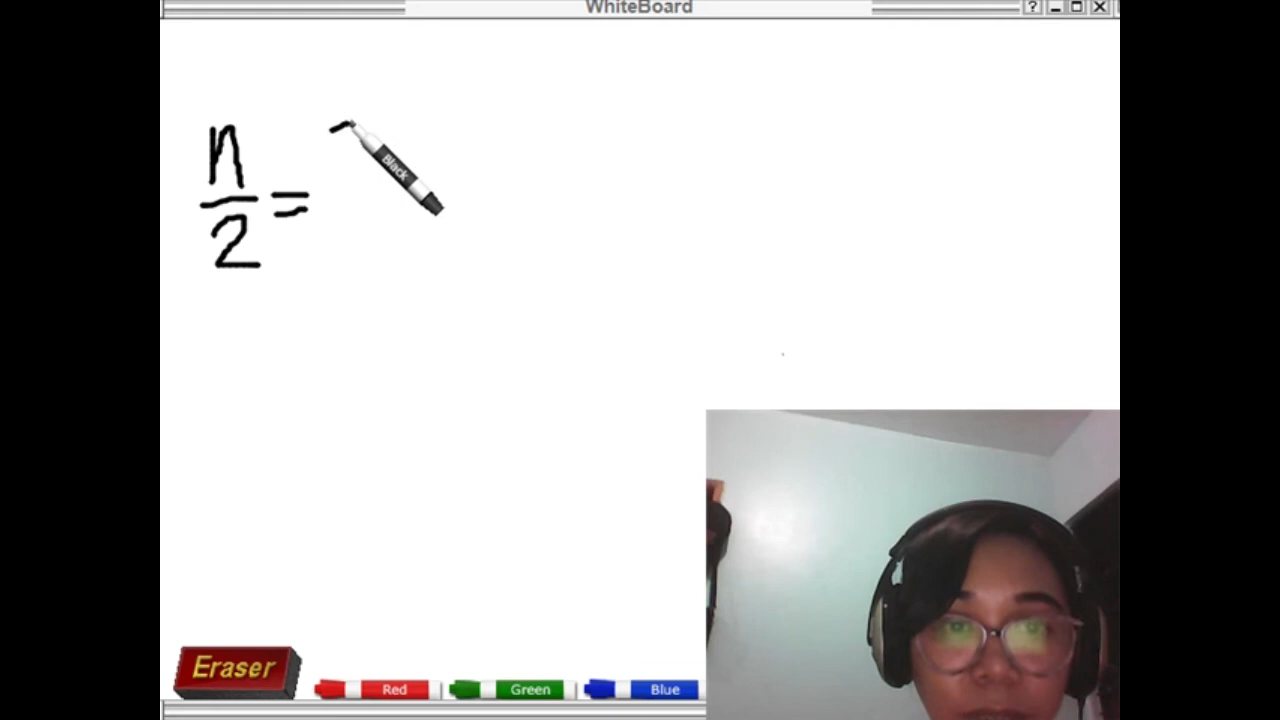 WhiteBoard
n/2 =
Black
Eraser
Red
Green
Blue